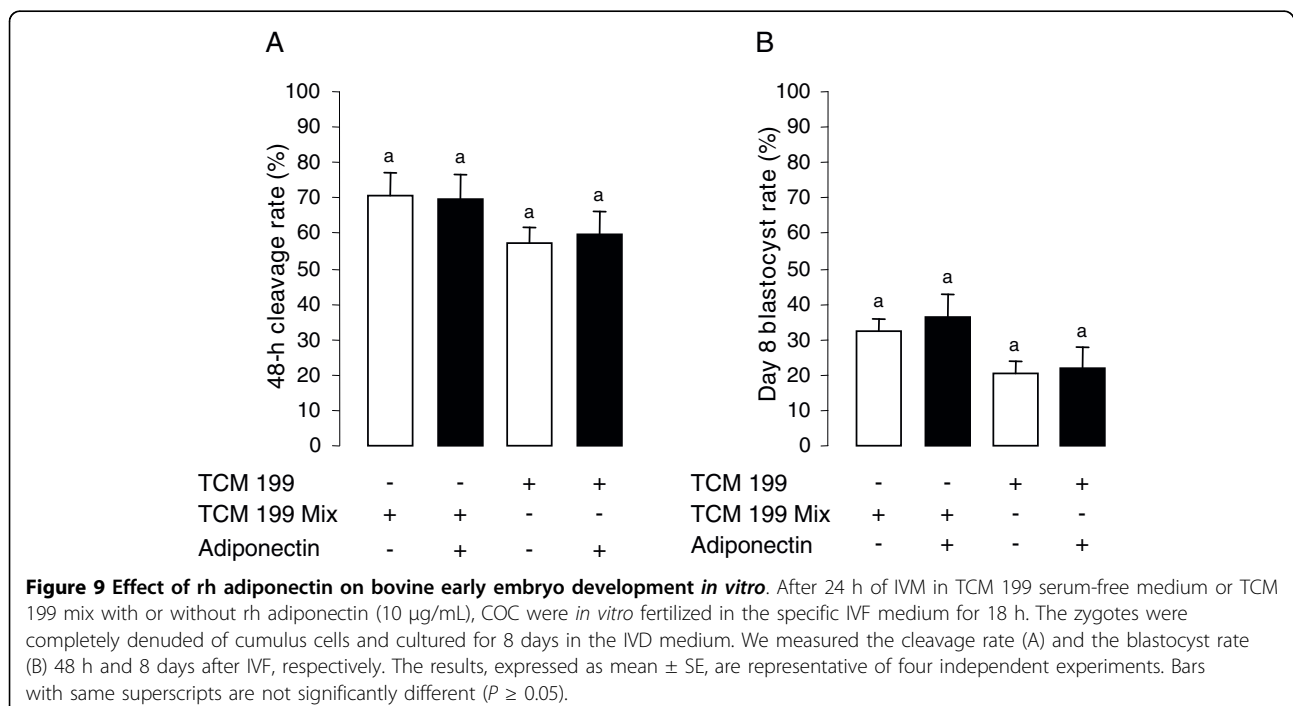 A
B
100
90
80
70
60
50
40
30
20
10
0
48-h cleavage rate (%)
a
a
a
a
100
90
80
70
60
50
40
30
20
10
0
Day 8 blastocyst rate (%)
a
a
a
a
TCM 199 - - + +
TCM 199 Mix + + - -
Adiponectin - + - +
TCM 199 - - + +
TCM 199 Mix + + - -
Adiponectin - + - +
Figure 9 Effect of rh adiponectin on bovine early embryo development in vitro. After 24 h of IVM in TCM 199 serum-free medium or TCM
199 mix with or without rh adiponectin (10 μg/mL), COC were in vitro fertilized in the specific IVF medium for 18 h. The zygotes were
completely denuded of cumulus cells and cultured for 8 days in the IVD medium. We measured the cleavage rate (A) and the blastocyst rate
(B) 48 h and 8 days after IVF, respectively. The results, expressed as mean ± SE, are representative of four independent experiments. Bars
with same superscripts are not significantly different (P ≥ 0.05).